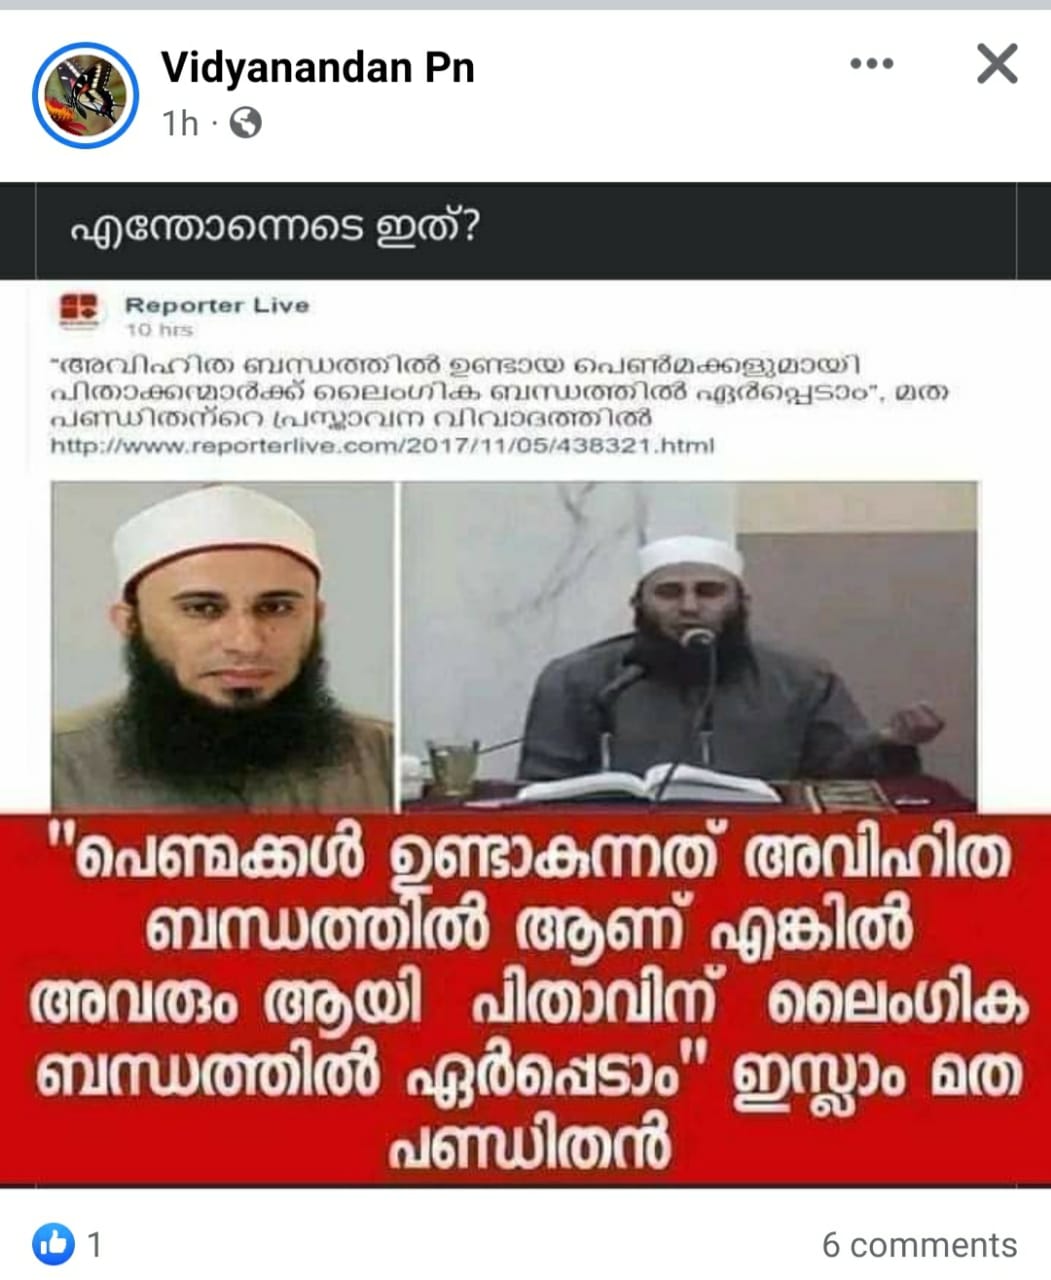 Vidyanandan Pn
1h ·
എന്തോന്നെടെ ഇത്?
Reporter Live
10 hrs
"അവിഹിത ബന്ധത്തിൽ ഉണ്ടായ പെൺമക്കളുമായി
പിതാക്കന്മാർക്ക് ലൈംഗിക ബന്ധത്തിൽ ഏർപ്പെടാം", മത
പണ്ഡിതന്റെ പ്രസ്താവന വിവാദത്തിൽ
http://www.reporterlive.com/2017/11/05/438321.html
"പെണ്മക്കൾ ഉണ്ടാകുന്നത് അവിഹിത
ബന്ധത്തിൽ ആണ് എങ്കിൽ
അവരും ആയി പിതാവിന് ലൈംഗിക
ബന്ധത്തിൽ ഏർപ്പെടാം" ഇസ്ലാം മത
പണ്ഡിതൻ
1
6 comments